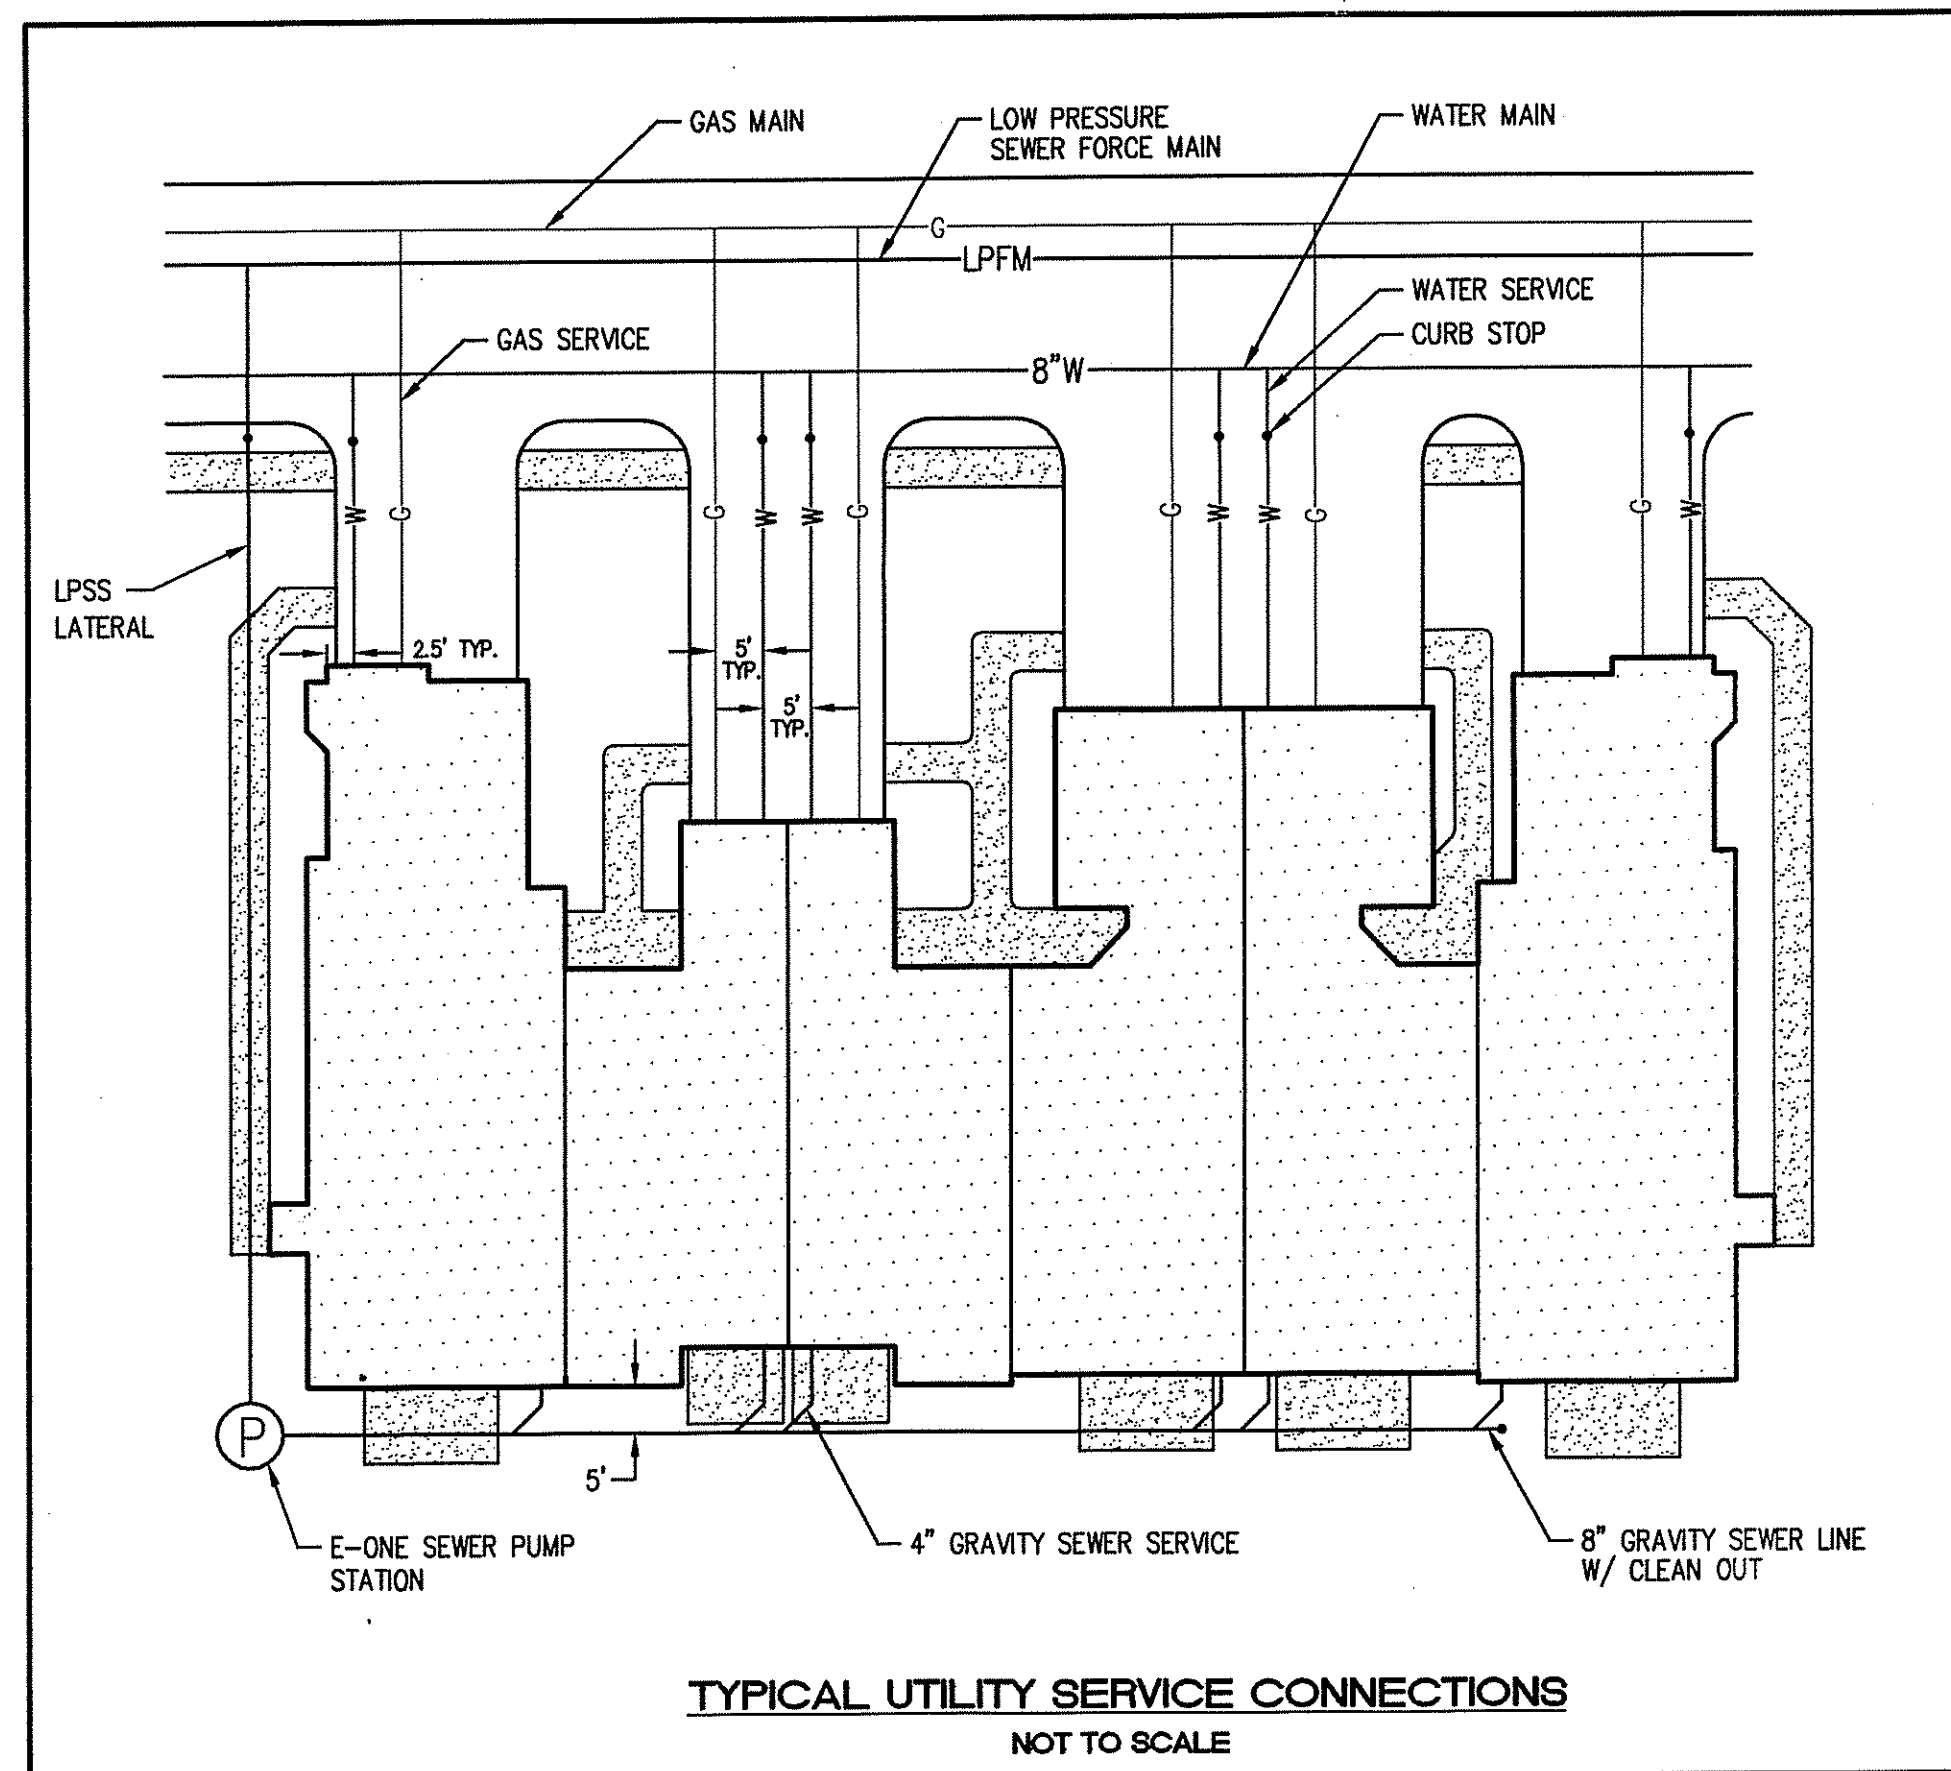 GAS MAIN
LOW PRESSURE
SEWER FORCE MAIN
WATER MAIN
G
LPFM
WATER SERVICE
CURB STOP
GAS SERVICE
8"W
W G G W W G G W W G G W
LPSS
LATERAL
2.5' TYP.
5'
TYP.
5'
TYP.
P
5'
E-ONE SEWER PUMP
STATION
4" GRAVITY SEWER SERVICE
8" GRAVITY SEWER LINE
W/ CLEAN OUT
TYPICAL UTILITY SERVICE CONNECTIONS
NOT TO SCALE